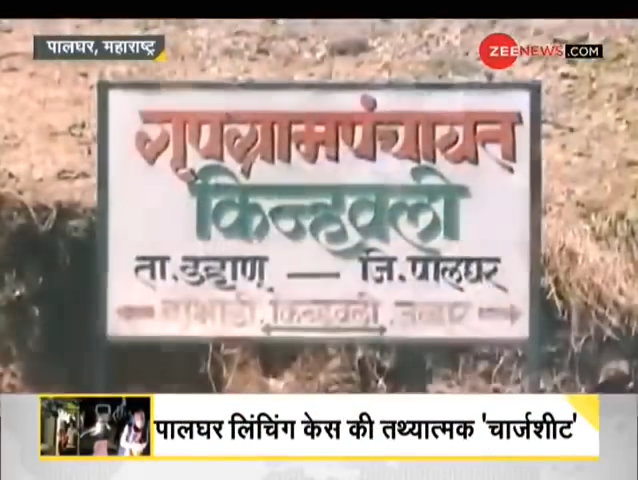 पालघर, महाराष्ट्र
ZEENEWS.COM
गृपग्रामपंचायत
किन्हवली
ता.डहाणू — जि.पालघर
किन्हवली
पालघर लिंचिंग केस की तथ्यात्मक 'चार्जशीट'